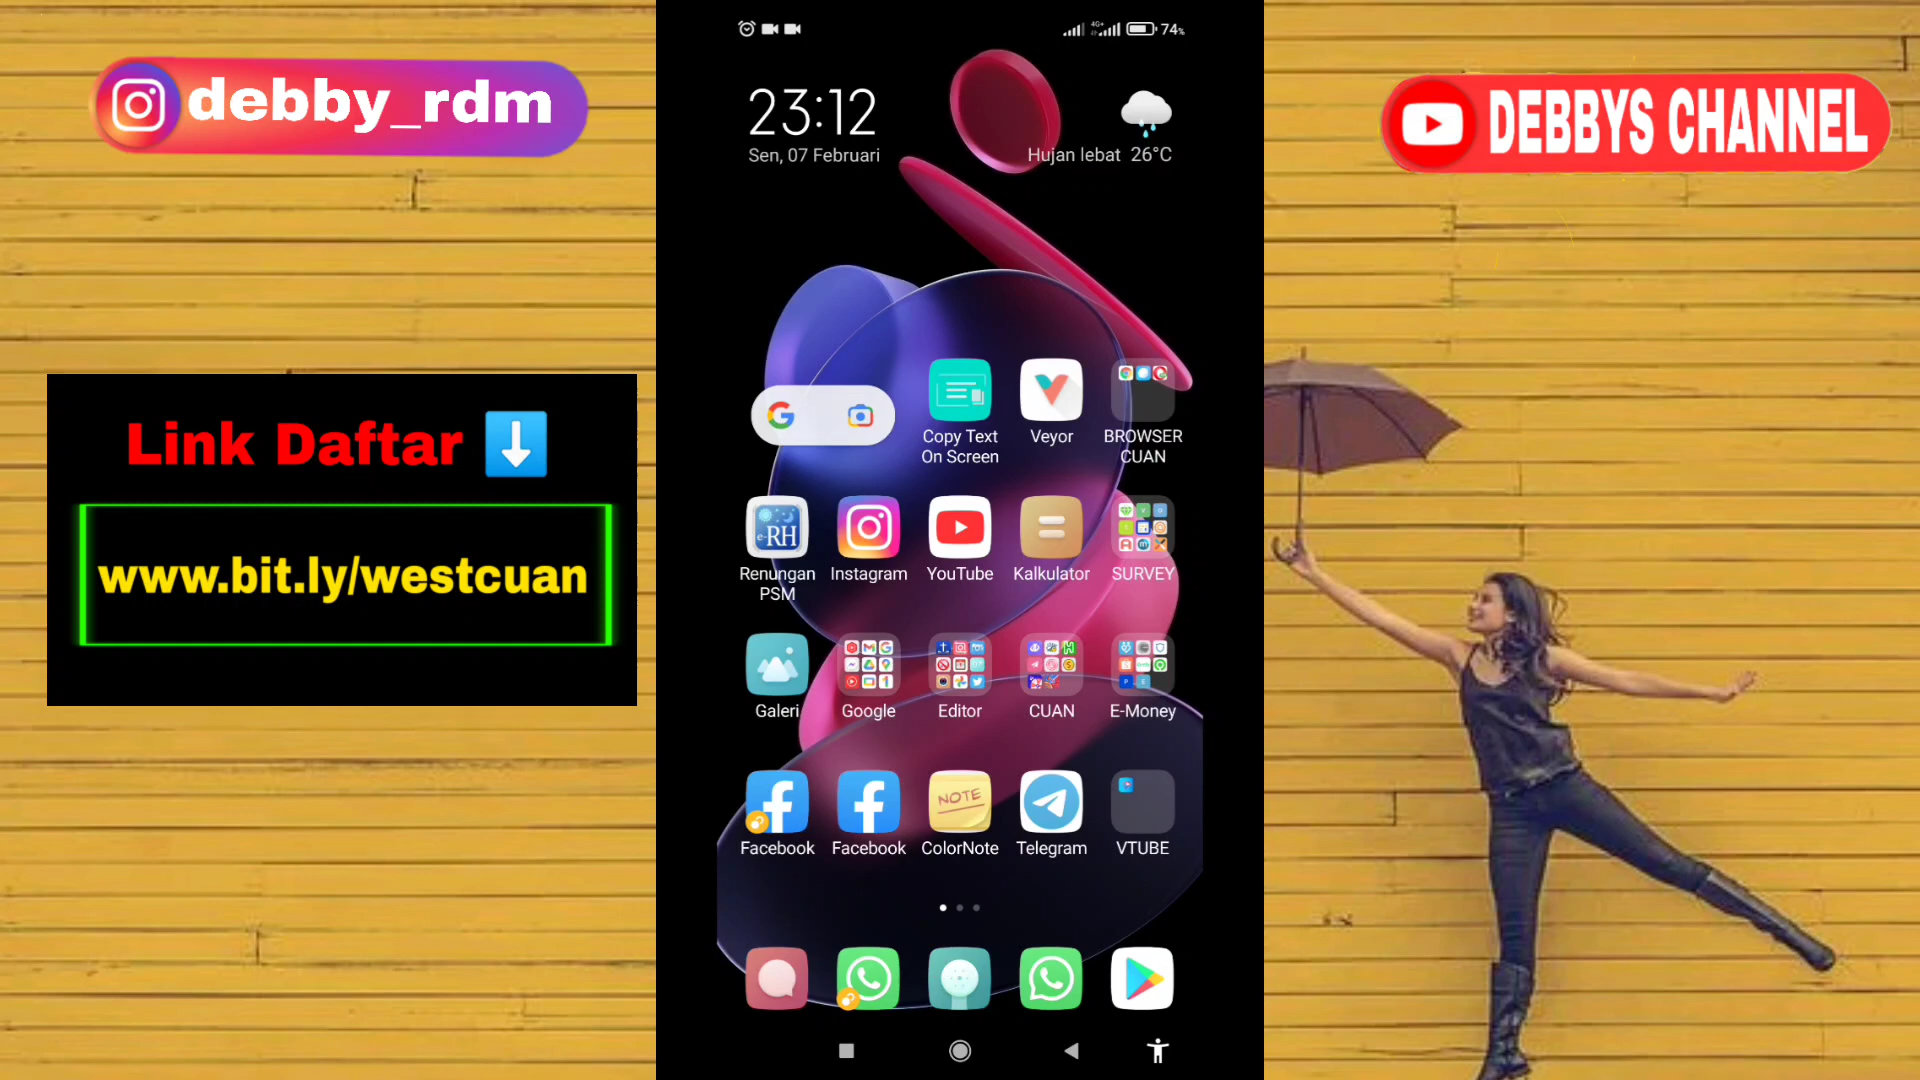 debby_rdm
DEBBYS CHANNEL
Link Daftar
www.bit.ly/westcuan
4G+
74%
23:12
Sen, 07 Februari
Hujan lebat 26°C
Copy Text
On Screen
Veyor
BROWSER
CUAN
e-RH
Renungan
PSM
Instagram
YouTube
Kalkulator
SURVEY
Galeri
Google
Editor
CUAN
E-Money
NOTE
Facebook
Facebook
ColorNote
Telegram
VTUBE